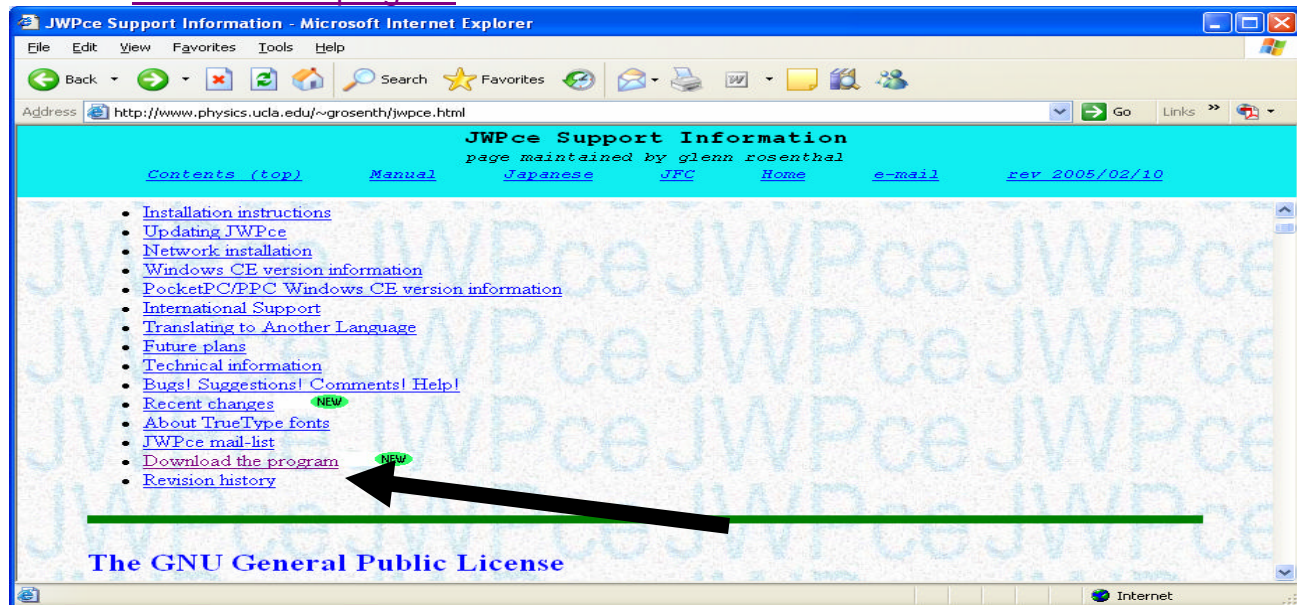 JWPce Support Information - Microsoft Internet Explorer
File Edit View Favorites Tools Help
Back Search Favorites
Address http://www.physics.ucla.edu/~grosenth/jwpce.html Go Links »
JWPce Support Information
page maintained by glenn rosenthal
Contents (top) Manual Japanese JFC Home e-mail rev 2005/02/10
• Installation instructions
• Updating JWPce
• Network installation
• Windows CE version information
• PocketPC/PPC Windows CE version information
• International Support
• Translating to Another Language
• Future plans
• Technical information
• Bugs! Suggestions! Comments! Help!
• Recent changes NEW
• About TrueType fonts
• JWPce mail-list
• Download the program NEW
• Revision history
The GNU General Public License
Internet